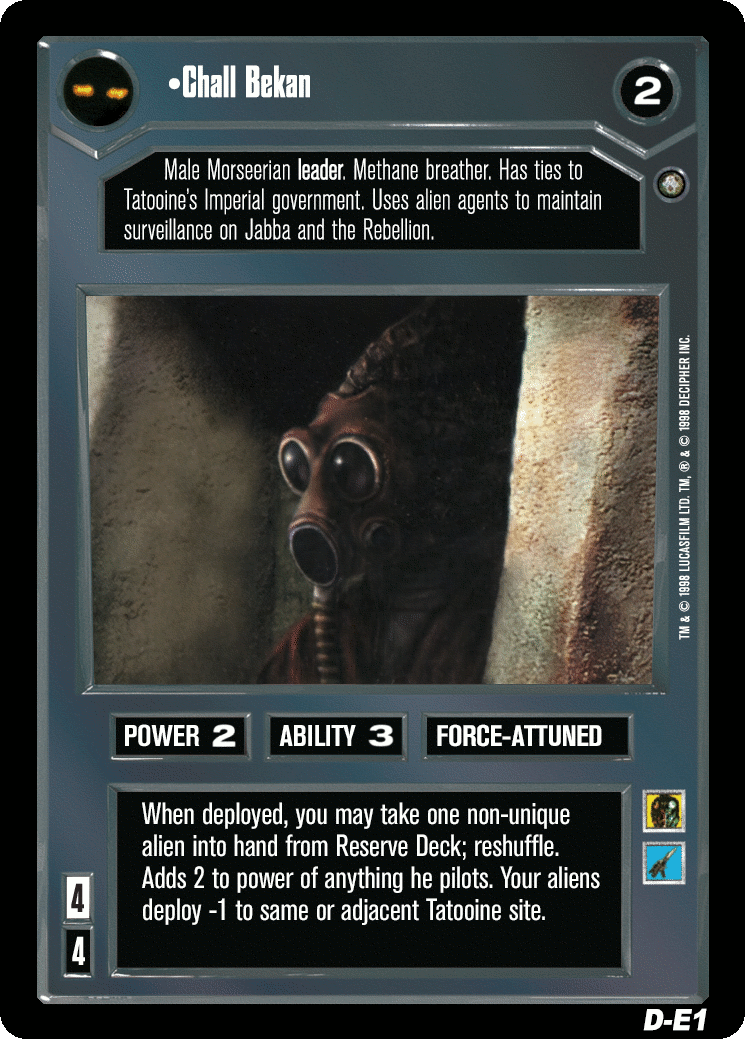 •Chall Bekan
2
Male Morseerian leader. Methane breather. Has ties to
Tatooine's Imperial government. Uses alien agents to maintain
surveillance on Jabba and the Rebellion.
TM & © 1998 LUCASFILM LTD. TM, ® & © 1998 DECIPHER INC.
POWER 2
ABILITY 3
FORCE-ATTUNED
When deployed, you may take one non-unique
alien into hand from Reserve Deck; reshuffle.
Adds 2 to power of anything he pilots. Your aliens
deploy -1 to same or adjacent Tatooine site.
4
4
D-E1